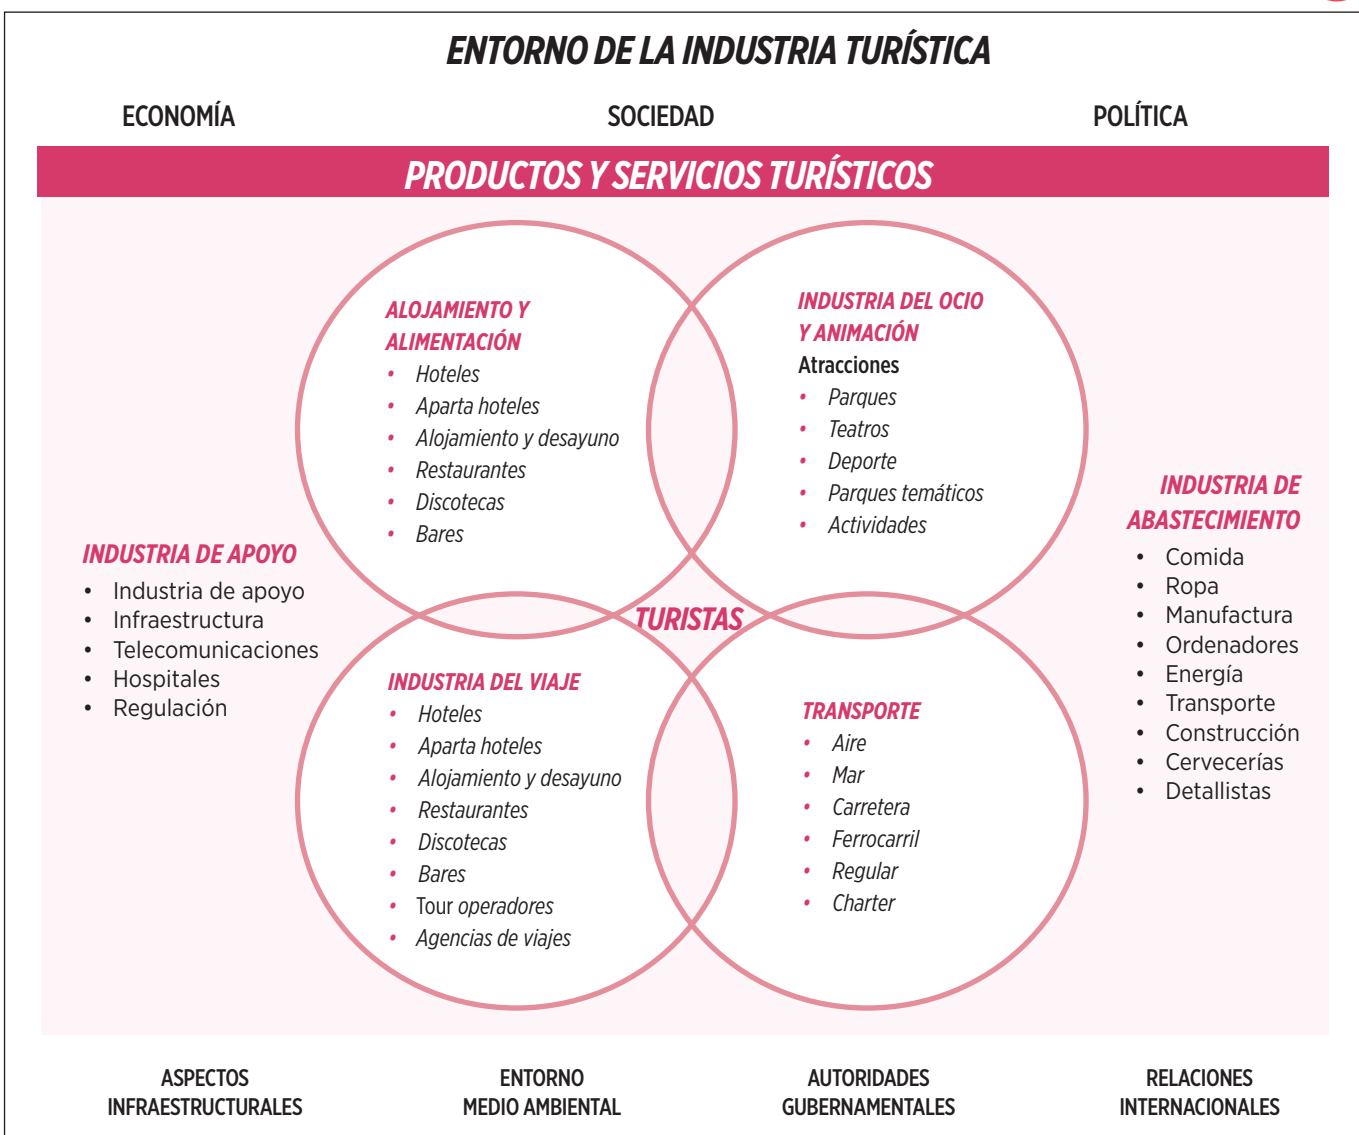 ENTORNO DE LA INDUSTRIA TURÍSTICA
ECONOMÍA
SOCIEDAD
POLÍTICA
PRODUCTOS Y SERVICIOS TURÍSTICOS
ALOJAMIENTO Y
ALIMENTACIÓN
• Hoteles
• Aparta hoteles
• Alojamiento y desayuno
• Restaurantes
• Discotecas
• Bares
INDUSTRIA DEL OCIO
Y ANIMACIÓN
Atracciones
• Parques
• Teatros
• Deporte
• Parques temáticos
• Actividades
INDUSTRIA DE APOYO
• Industria de apoyo
• Infraestructura
• Telecomunicaciones
• Hospitales
• Regulación
TURISTAS
INDUSTRIA DE
ABASTECIMIENTO
• Comida
• Ropa
• Manufactura
• Ordenadores
• Energía
• Transporte
• Construcción
• Cervecerías
• Detallistas
INDUSTRIA DEL VIAJE
• Hoteles
• Aparta hoteles
• Alojamiento y desayuno
• Restaurantes
• Discotecas
• Bares
• Tour operadores
• Agencias de viajes
TRANSPORTE
• Aire
• Mar
• Carretera
• Ferrocarril
• Regular
• Charter
ASPECTOS
INFRAESTRUCTURALES
ENTORNO
MEDIO AMBIENTAL
AUTORIDADES
GUBERNAMENTALES
RELACIONES
INTERNACIONALES